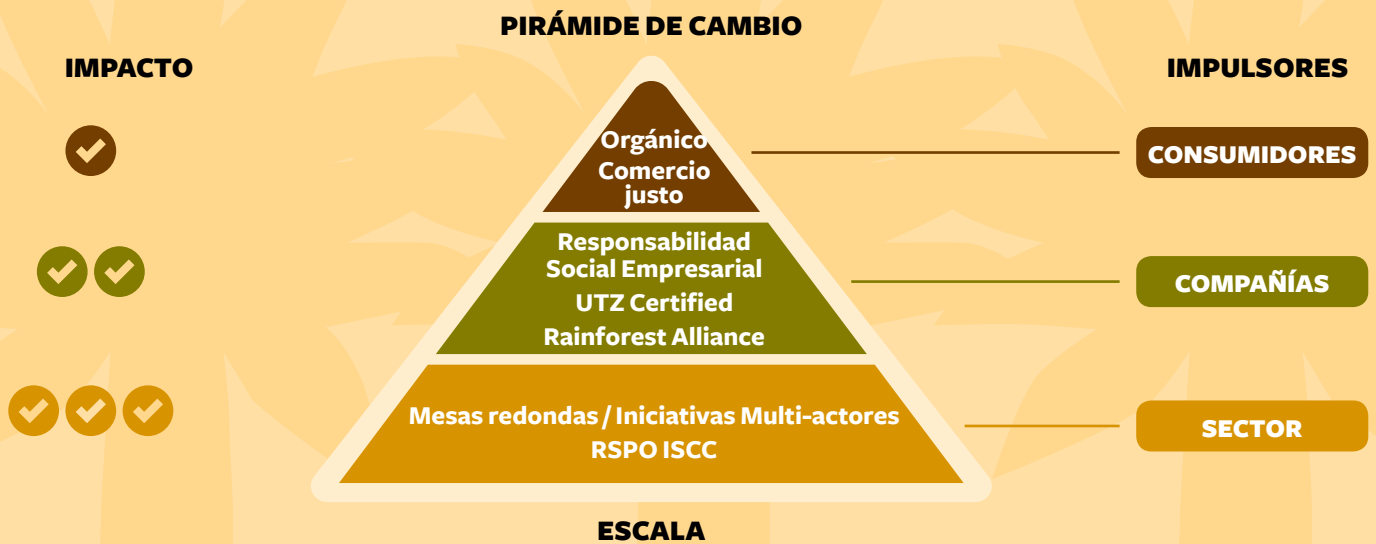 PIRÁMIDE DE CAMBIO
IMPACTO
IMPULSORES
Orgánico
Comercio
justo
CONSUMIDORES
Responsabilidad
Social Empresarial
UTZ Certified
Rainforest Alliance
COMPAÑÍAS
Mesas redondas / Iniciativas Multi-actores
RSPO ISCC
SECTOR
ESCALA